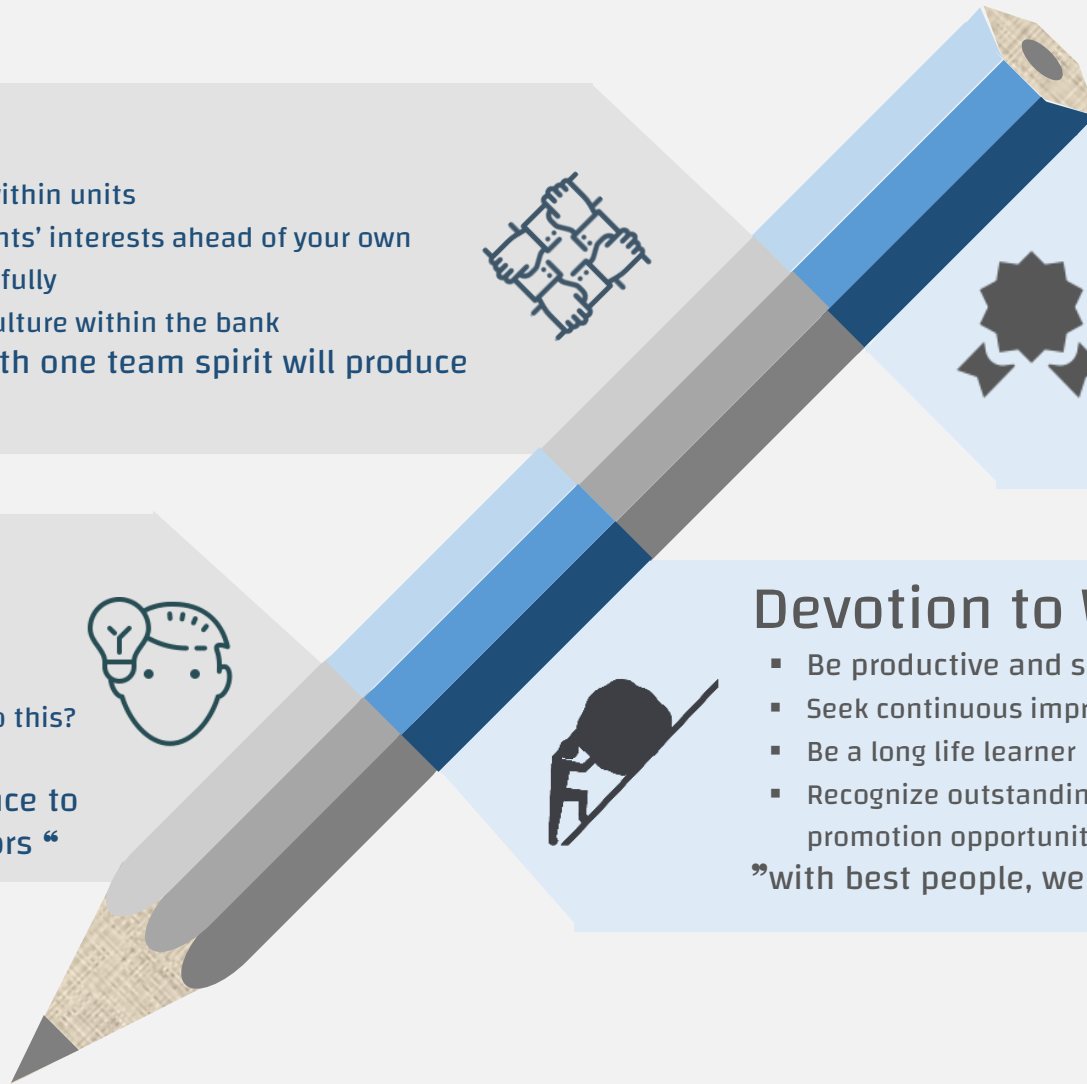 ithin units
nts’ interests ahead of your own
fully
ulture within the bank
th one team spirit will produce
o this?
nce to
ors “
Devotion to
▪ Be productive and s
▪ Seek continuous impr
▪ Be a long life learner
▪ Recognize outstandin
promotion opportunit
”with best people, we